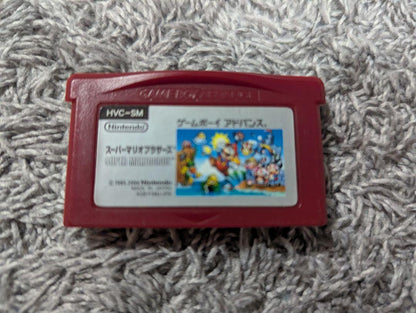 GAME BOY ADVANCE
HVC-SM
Nintendo
ゲームボーイ アドバンス
スーパーマリオブラザーズ
SUPER MARIO BROS.
© 1985, 2004 Nintendo
MADE IN JAPAN